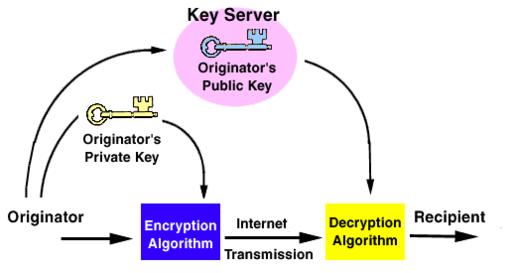 Key Server
Originator's
Public Key
Originator's
Private Key
Originator
Encryption
Algorithm
Internet
Transmission
Decryption
Algorithm
Recipient